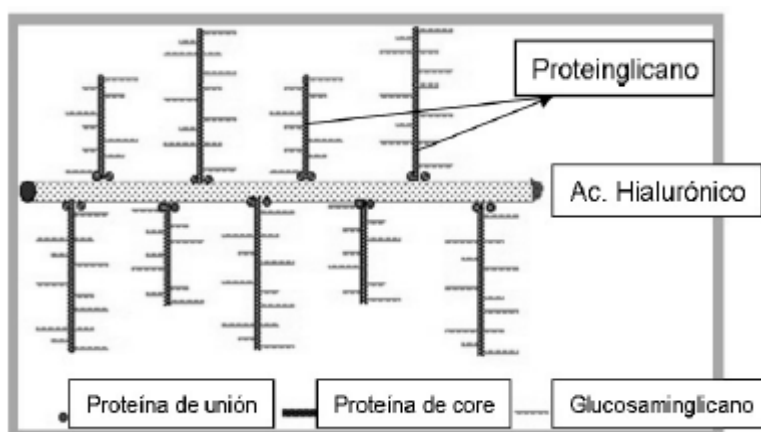 Proteinglicano
Ac. Hialurónico
Proteína de unión
Proteína de core
Glucosaminglicano